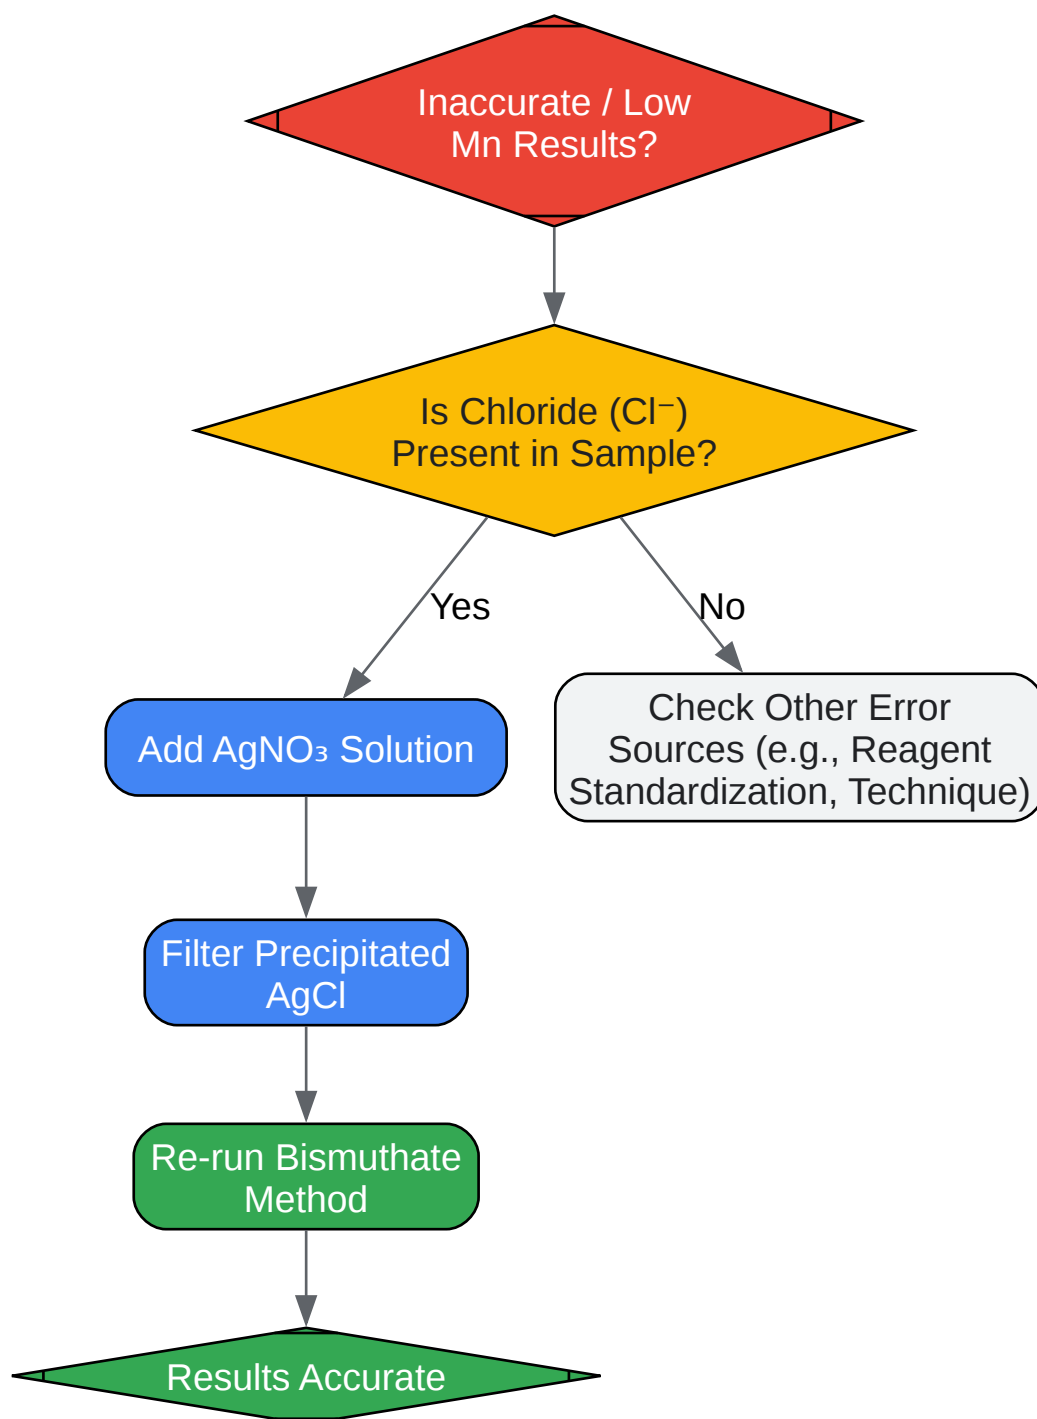 Inaccurate / Low
Mn Results?
Is Chloride (Cl⁻)
Present in Sample?
Yes
No
Add AgNO₃ Solution
Check Other Error
Sources (e.g., Reagent
Standardization, Technique)
Filter Precipitated
AgCl
Re-run Bismuthate
Method
Results Accurate